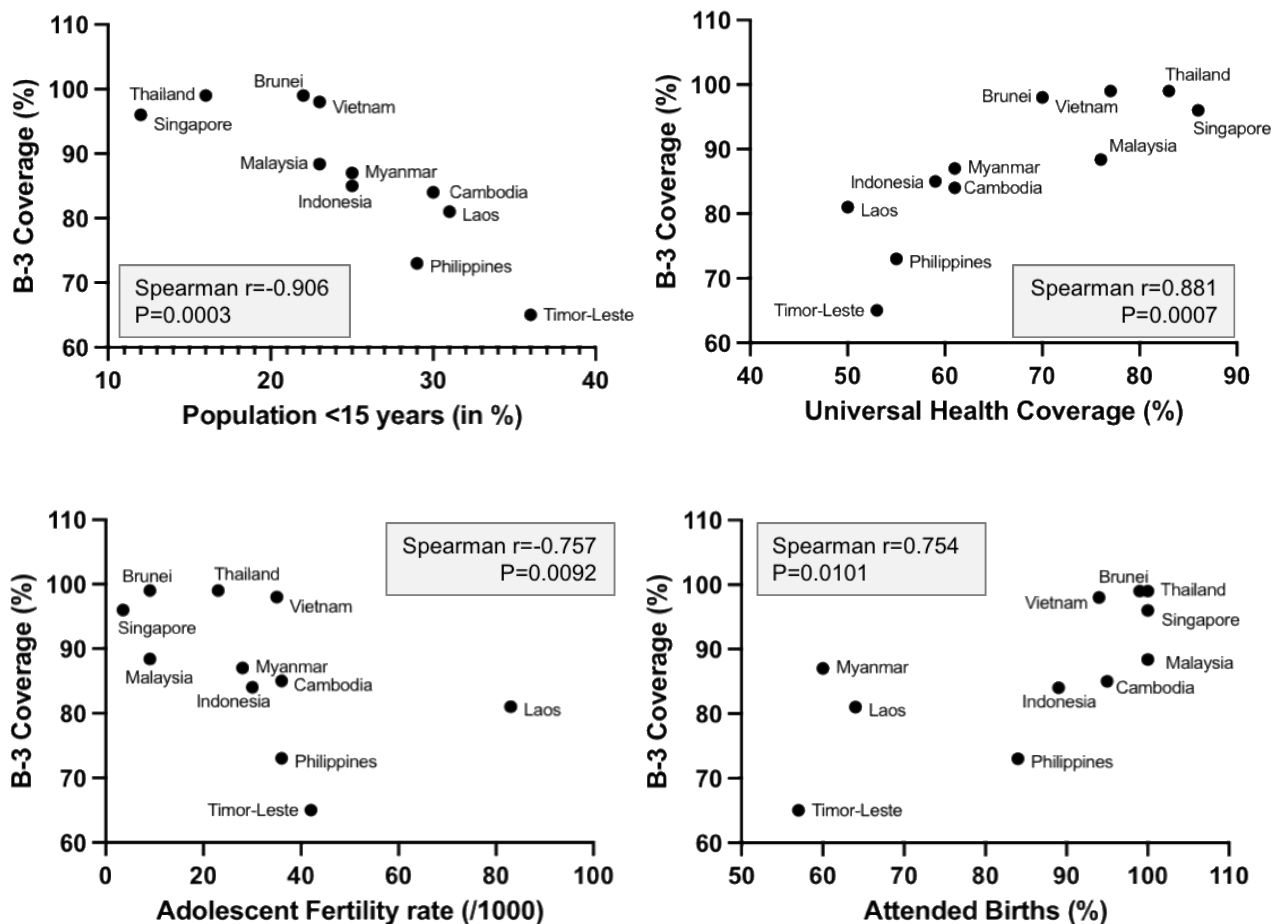 110
100
90
80
70
60
B-3 Coverage (%)
Thailand
Singapore
Brunei
Vietnam
Malaysia
Myanmar
Indonesia
Cambodia
Laos
Philippines
Timor-Leste
Spearman r=-0.906
P=0.0003
10 20 30 40
Population <15 years (in %)
110
100
90
80
70
60
B-3 Coverage (%)
Thailand
Brunei
Vietnam
Singapore
Malaysia
Myanmar
Indonesia
Cambodia
Laos
Philippines
Timor-Leste
Spearman r=0.881
P=0.0007
40 50 60 70 80 90
Universal Health Coverage (%)
110
100
90
80
70
60
B-3 Coverage (%)
Spearman r=-0.757
P=0.0092
Brunei
Thailand
Vietnam
Singapore
Malaysia
Myanmar
Cambodia
Indonesia
Laos
Philippines
Timor-Leste
0 20 40 60 80 100
Adolescent Fertility rate (/1000)
110
100
90
80
70
60
B-3 Coverage (%)
Spearman r=0.754
P=0.0101
Brunei
Thailand
Vietnam
Singapore
Myanmar
Malaysia
Cambodia
Indonesia
Laos
Philippines
Timor-Leste
50 60 70 80 90 100 110
Attended Births (%)